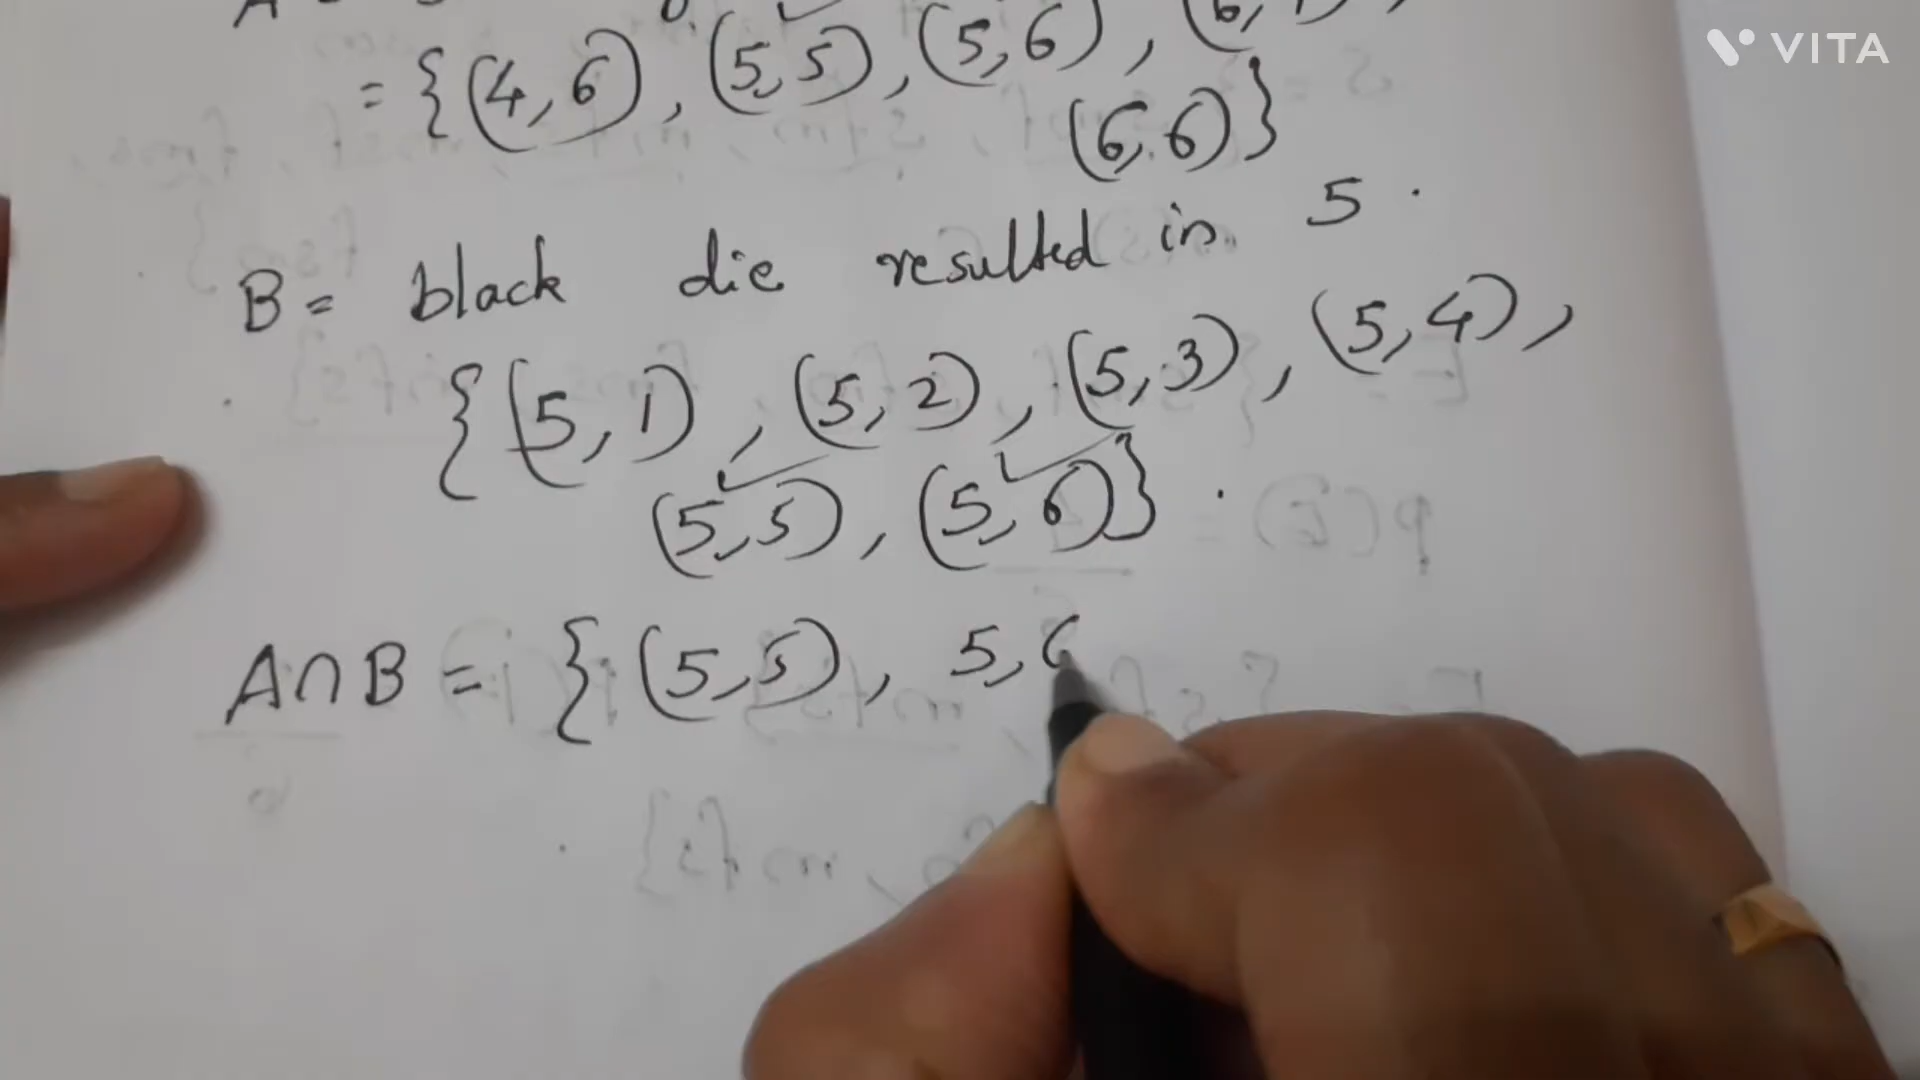 VITA
= {(4,6), (5,5), (5,6),
(6,6)}
B = black die resulted in 5.
{(5,1), (5,2), (5,3), (5,4),
(5,5), (5,6)}.
A∩B = {(5,5), 5,6